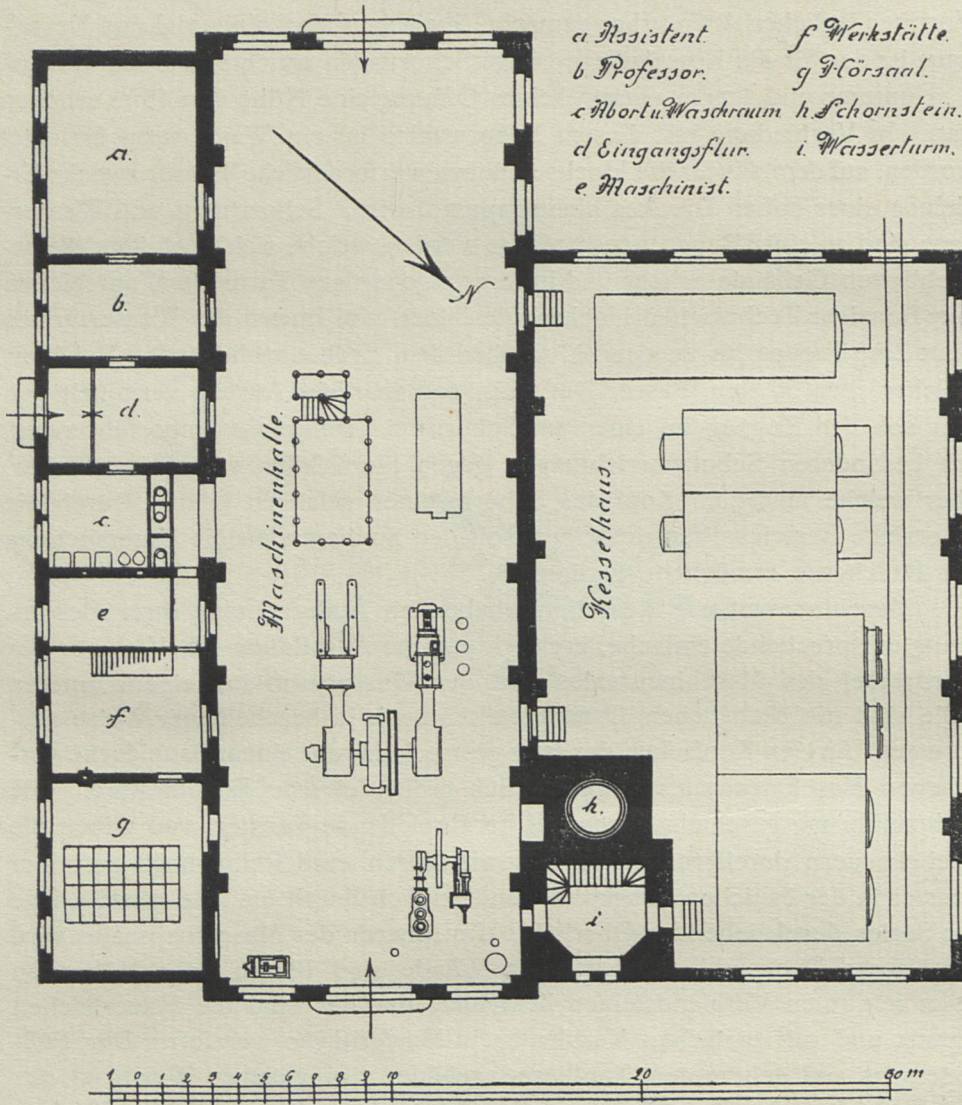 a. Assistent.
b. Professor.
c. Abort u. Waschraum
d. Eingangsflur.
e. Maschinist.
f. Werkstätte.
g. Hörsaal.
h. Schornstein.
i. Wasserturm.
a.
b.
N
d.
Maschinenhalle.
Kesselhaus.
c.
e
f.
h.
g
i.
1 0 1 2 3 4 5 6 7 8 9 10 20 30 m